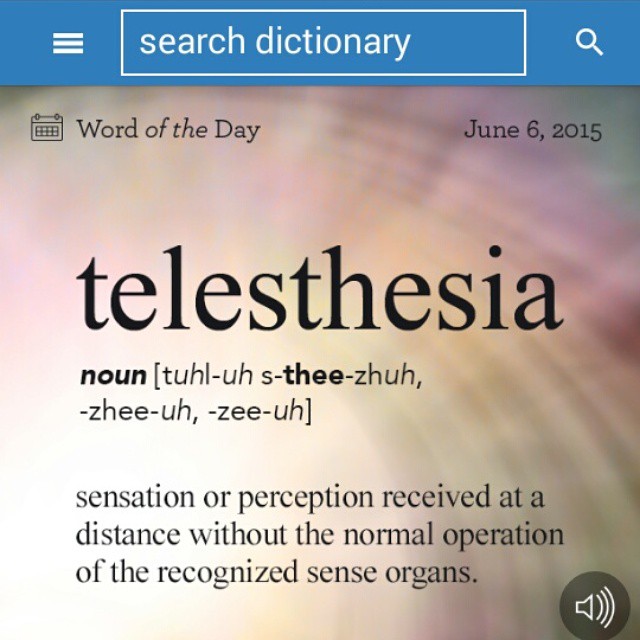 search dictionary
Word of the Day June 6, 2015
telesthesia
noun [tuhl-uh s-thee-zhuh,
-zhee-uh, -zee-uh]
sensation or perception received at a
distance without the normal operation
of the recognized sense organs.